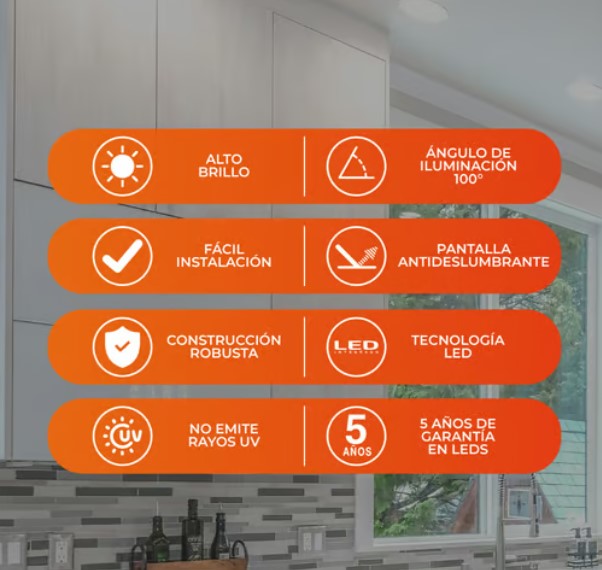 ALTO
BRILLO
ÁNGULO DE
ILUMINACIÓN
100°
FÁCIL
INSTALACIÓN
PANTALLA
ANTIDESLUMBRANTE
CONSTRUCCIÓN
ROBUSTA
LED
INTEGRADO
TECNOLOGÍA
LED
UV
NO EMITE
RAYOS UV
5
AÑOS
5 AÑOS DE
GARANTÍA
EN LEDS